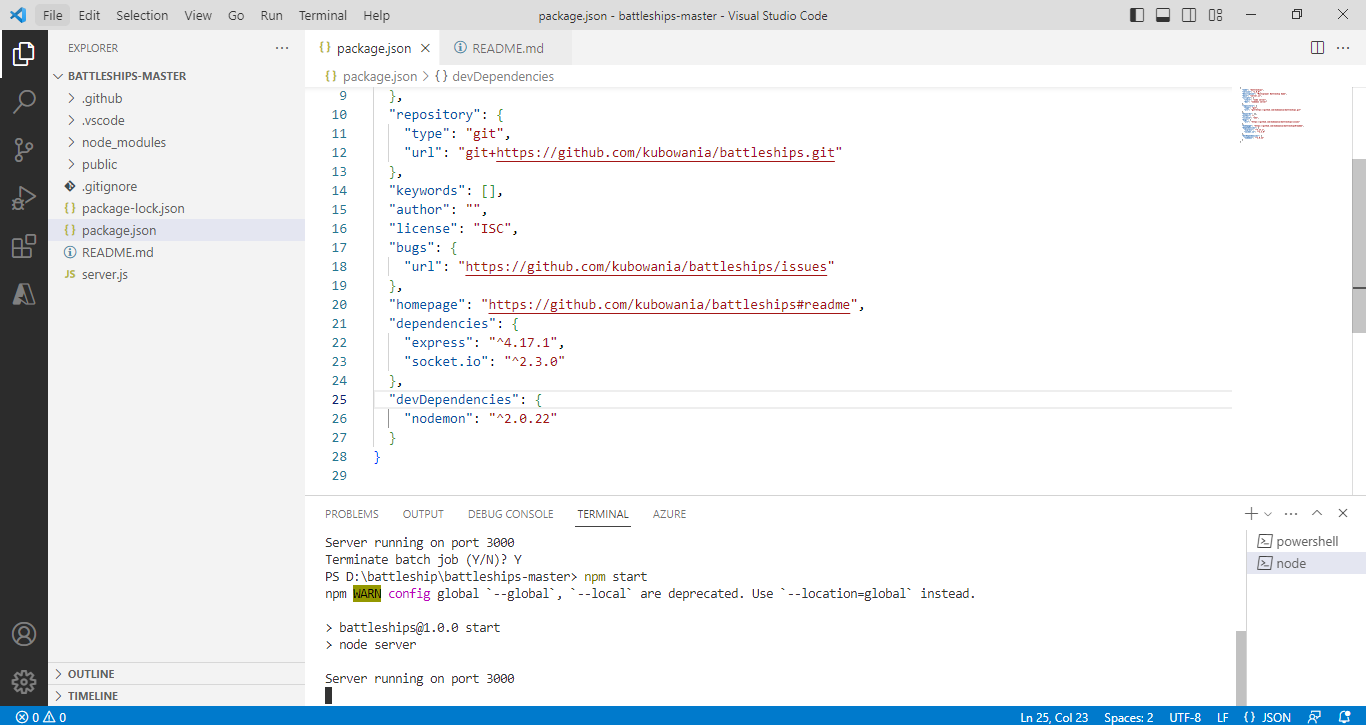 File Edit Selection View Go Run Terminal Help package.json - battleships-master - Visual Studio Code
EXPLORER
BATTLESHIPS-MASTER
.github
.vscode
node_modules
public
.gitignore
{} package-lock.json
{} package.json
README.md
JS server.js
OUTLINE
TIMELINE
{} package.json README.md
{} package.json > {} devDependencies
9 },
10 "repository": {
11 "type": "git",
12 "url": "git+https://github.com/kubowania/battleships.git"
13 },
14 "keywords": [],
15 "author": "",
16 "license": "ISC",
17 "bugs": {
18 "url": "https://github.com/kubowania/battleships/issues"
19 },
20 "homepage": "https://github.com/kubowania/battleships#readme",
21 "dependencies": {
22 "express": "^4.17.1",
23 "socket.io": "^2.3.0"
24 },
25 "devDependencies": {
26 "nodemon": "^2.0.22"
27 }
28 }
29
PROBLEMS OUTPUT DEBUG CONSOLE TERMINAL AZURE
Server running on port 3000
Terminate batch job (Y/N)? Y
PS D:\battleship\battleships-master> npm start
npm WARN config global `--global`, `--local` are deprecated. Use `--location=global` instead.
> battleships@1.0.0 start
> node server
Server running on port 3000
powershell
node
0 0 Ln 25, Col 23 Spaces: 2 UTF-8 LF {} JSON